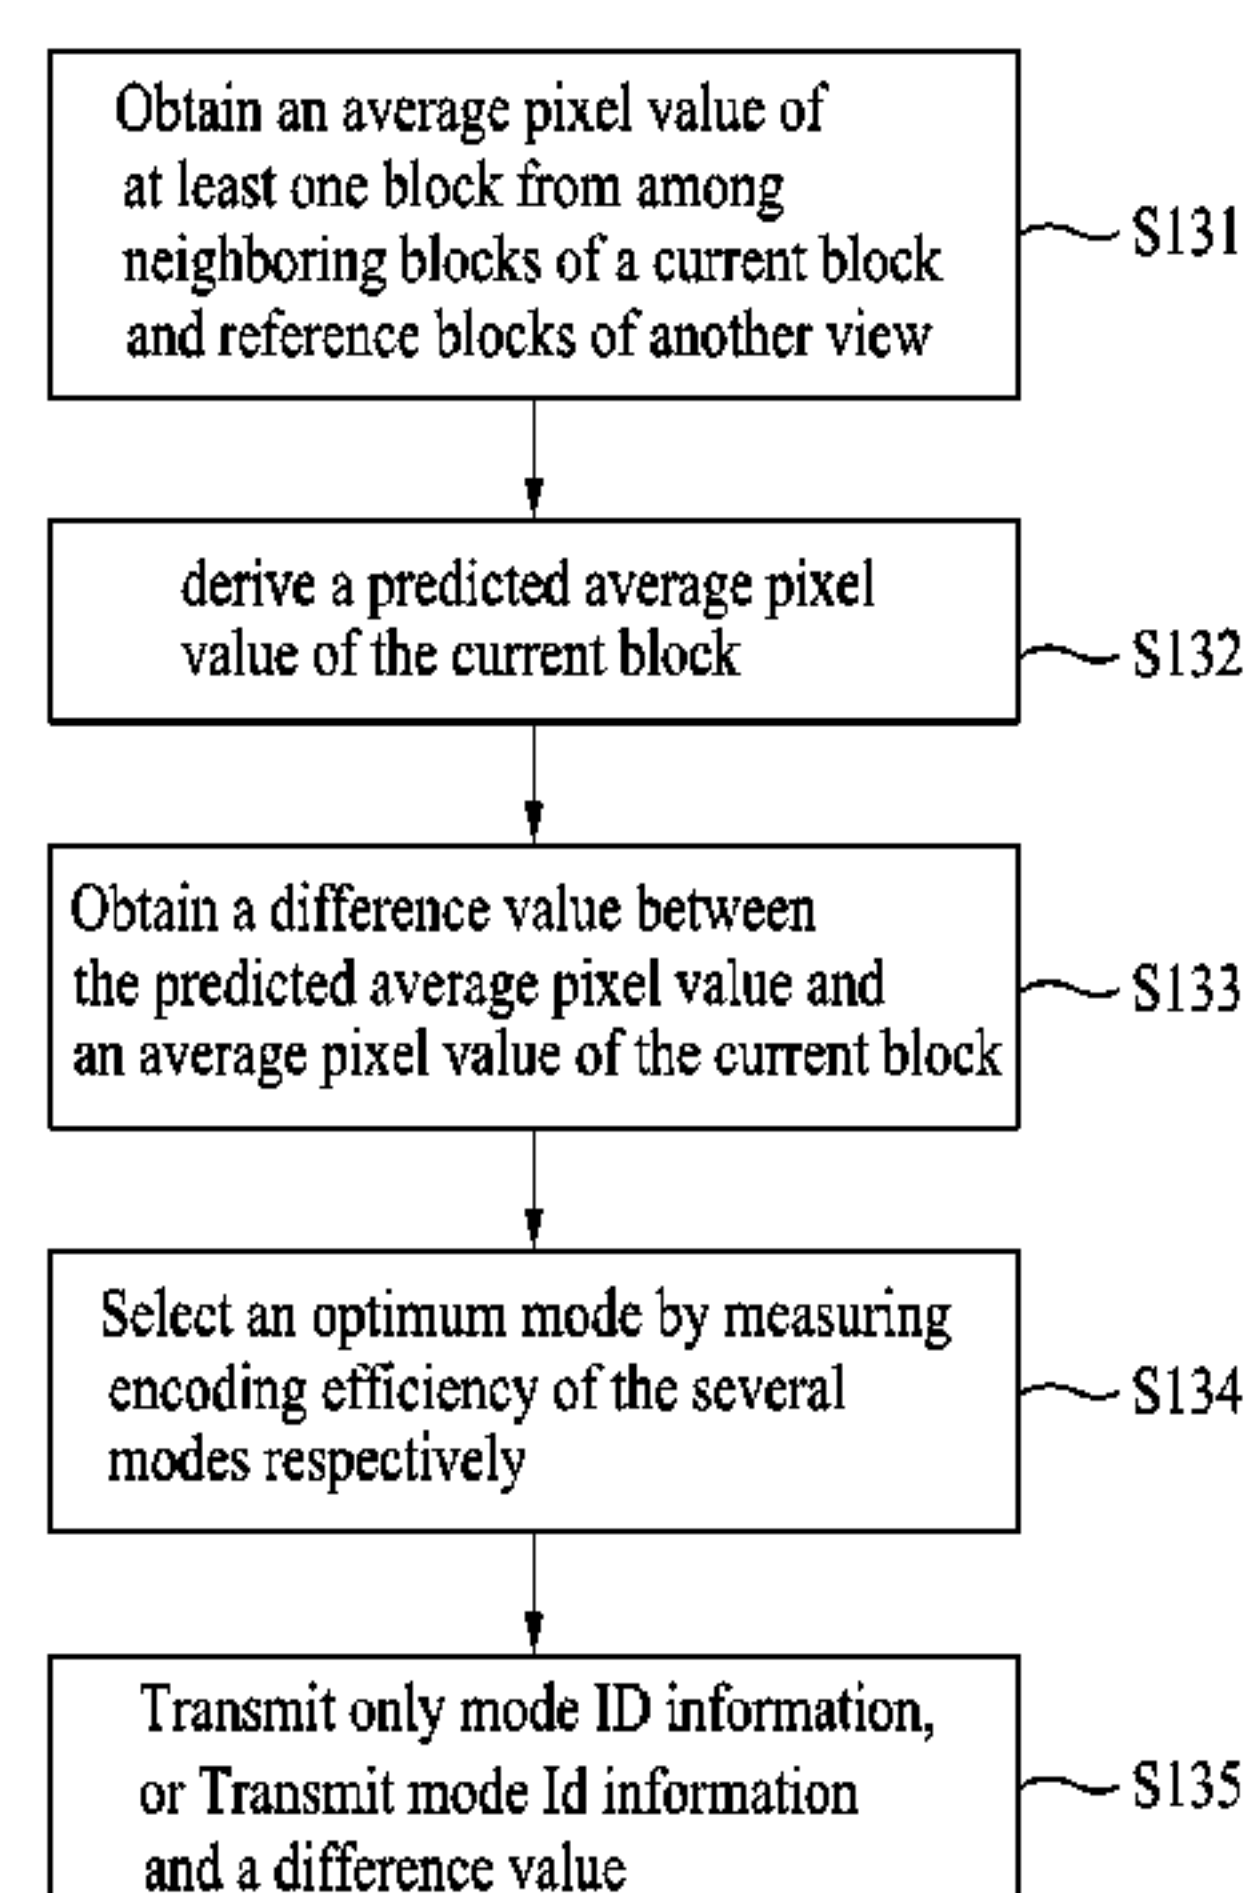 Obtain an average pixel value of
at least one block from among
neighboring blocks of a current block
and reference blocks of another view
S131
derive a predicted average pixel
value of the current block
S132
Obtain a difference value between
the predicted average pixel value and
an average pixel value of the current block
S133
Select an optimum mode by measuring
encoding efficiency of the several
modes respectively
S134
Transmit only mode ID information,
or Transmit mode Id information
and a difference value
S135